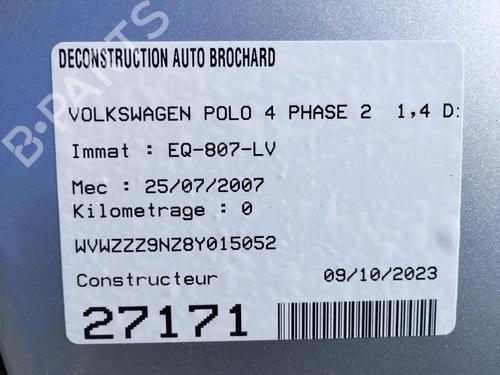 DECONSTRUCTION AUTO BROCHARD
VOLKSWAGEN POLO 4 PHASE 2 1,4 D:
Immat : EQ-807-LV
Mec : 25/07/2007
Kilometrage : 0
WVWZZZ9NZ8Y015052
Constructeur 09/10/2023
27171
B-PARTS